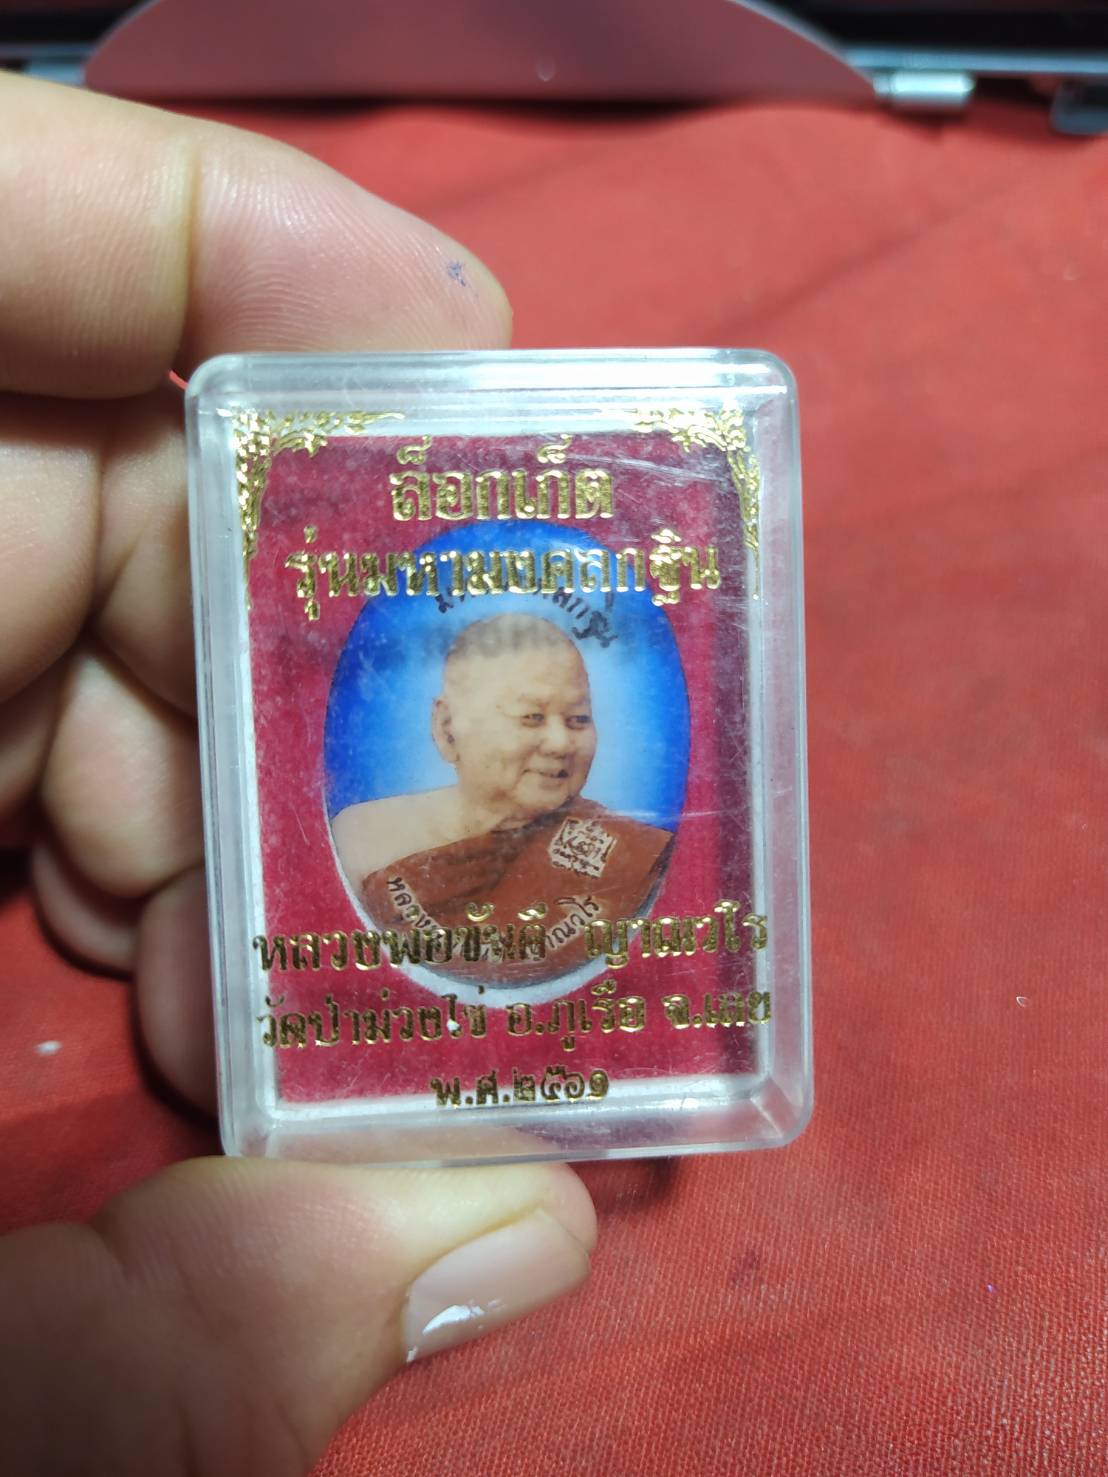 ล็อกเก็ต
รุ่นมหามงคลกฐิน
หลวงพ่อขันตี ญาณวโร
วัดป่าม่วงไข่ อ.ภูเรือ จ.เลย
พ.ศ.๒๕๖๑